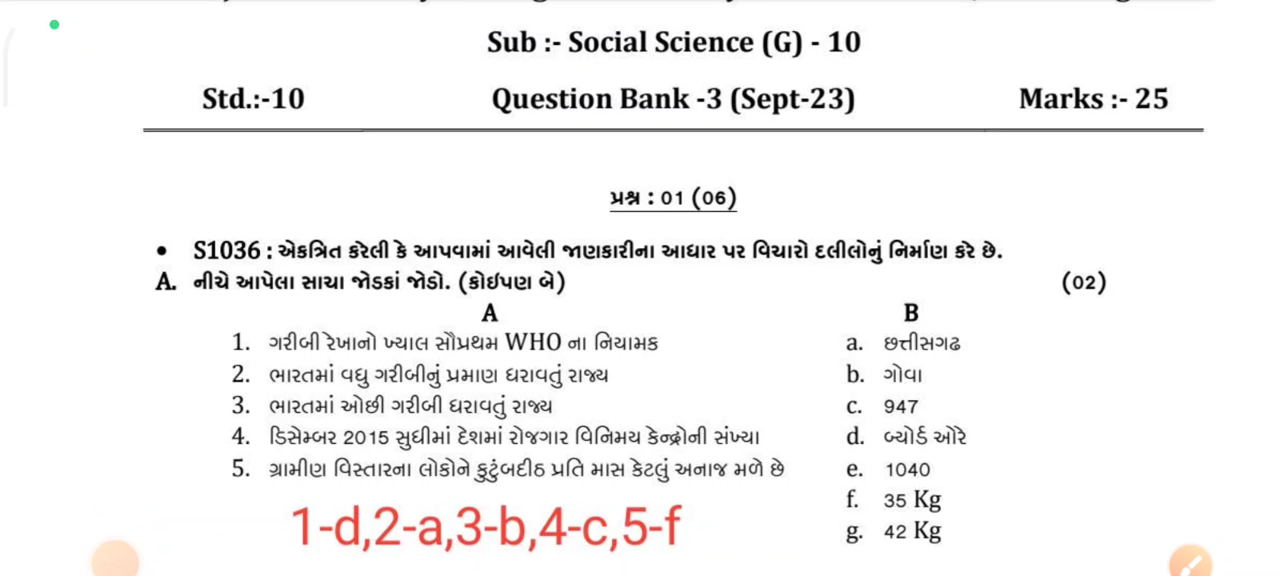 Sub :- Social Science (G) - 10
Std.:-10 Question Bank -3 (Sept-23) Marks :- 25
પ્રશ્ન : 01 (06)
• S1036 : એકત્રિત કરેલી કે આપવામાં આવેલી જાણકારીના આધાર પર વિચારો દલીલોનું નિર્માણ કરે છે.
A. નીચે આપેલા સાચા જોડકાં જોડો. (કોઈપણ બે) (02)
A B
1. ગરીબી રેખાનો ખ્યાલ સૌપ્રથમ WHO ના નિયામક a. છત્તીસગઢ
2. ભારતમાં વધુ ગરીબીનું પ્રમાણ ધરાવતું રાજ્ય b. ગોવા
3. ભારતમાં ઓછી ગરીબી ધરાવતું રાજ્ય c. 947
4. ડિસેમ્બર 2015 સુધીમાં દેશમાં રોજગાર વિનિમય કેન્દ્રોની સંખ્યા d. બ્યોર્ડ ઓરે
5. ગ્રામીણ વિસ્તારના લોકોને કુટુંબદીઠ પ્રતિ માસ કેટલું અનાજ મળે છે e. 1040
f. 35 Kg
1-d,2-a,3-b,4-c,5-f
g. 42 Kg